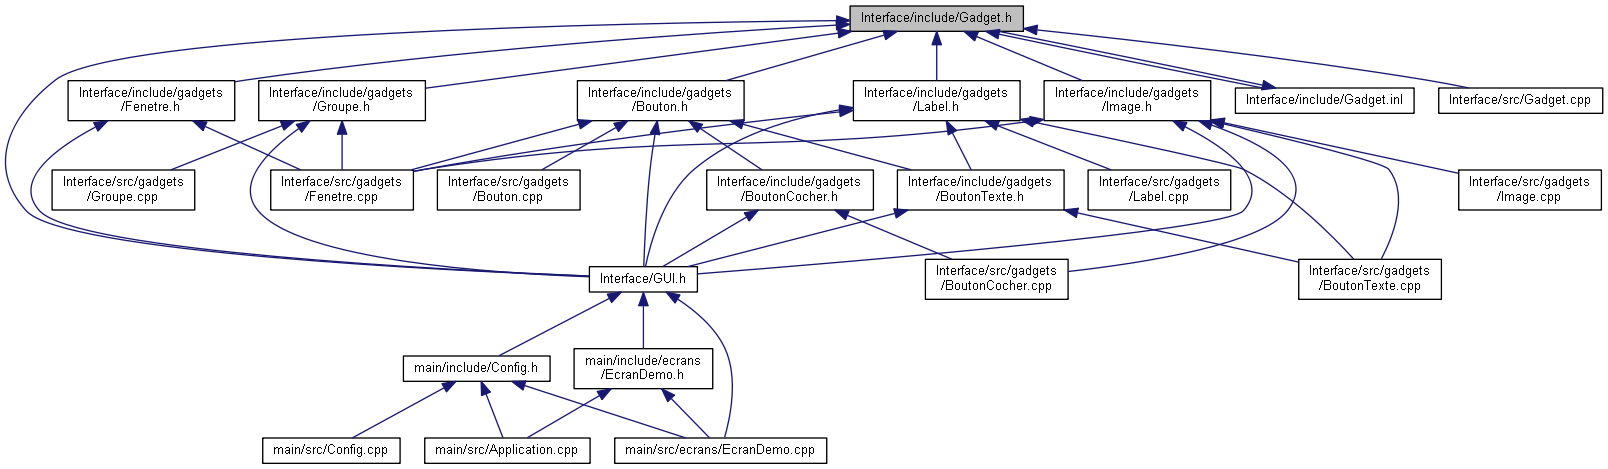 Interface/include/Gadget.h
Interface/include/gadgets
/Fenetre.h
Interface/include/gadgets
/Groupe.h
Interface/include/gadgets
/Bouton.h
Interface/include/gadgets
/Label.h
Interface/include/gadgets
/Image.h
Interface/include/Gadget.inl
Interface/src/Gadget.cpp
Interface/src/gadgets
/Groupe.cpp
Interface/src/gadgets
/Fenetre.cpp
Interface/src/gadgets
/Bouton.cpp
Interface/include/gadgets
/BoutonCocher.h
Interface/include/gadgets
/BoutonTexte.h
Interface/src/gadgets
/Label.cpp
Interface/src/gadgets
/Image.cpp
Interface/GUI.h
Interface/src/gadgets
/BoutonCocher.cpp
Interface/src/gadgets
/BoutonTexte.cpp
main/include/Config.h
main/include/ecrans
/EcranDemo.h
main/src/Config.cpp
main/src/Application.cpp
main/src/ecrans/EcranDemo.cpp